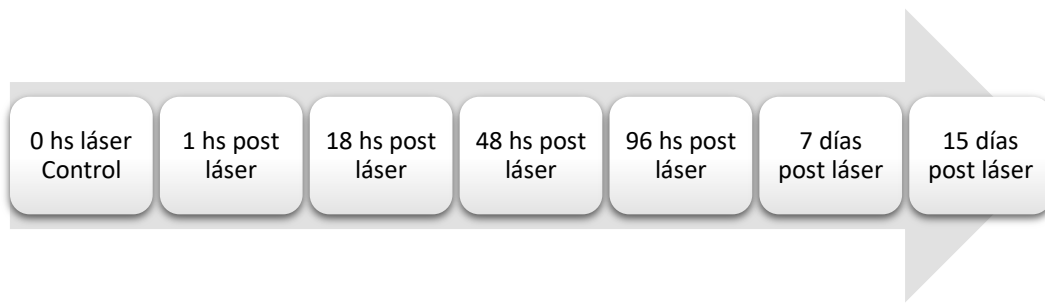 0 hs láser
Control
1 hs post
láser
18 hs post
láser
48 hs post
láser
96 hs post
láser
7 días
post láser
15 días
post láser